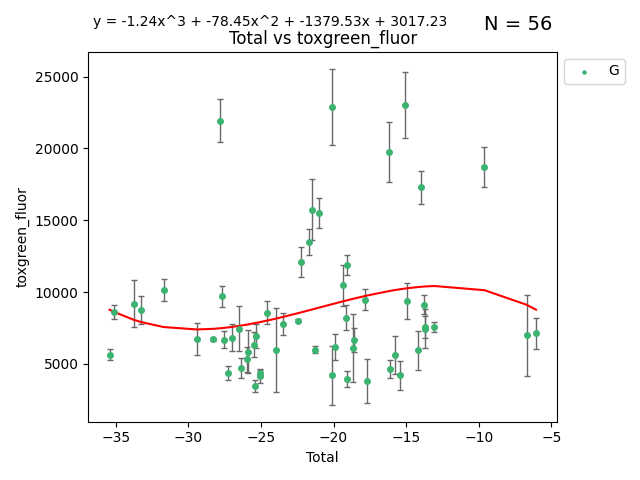 y = -1.24x^3 + -78.45x^2 + -1379.53x + 3017.23
N = 56
Total vs toxgreen_fluor
G
25000
20000
15000
10000
5000
toxgreen_fluor
−35 −30 −25 −20 −15 −10 −5
Total